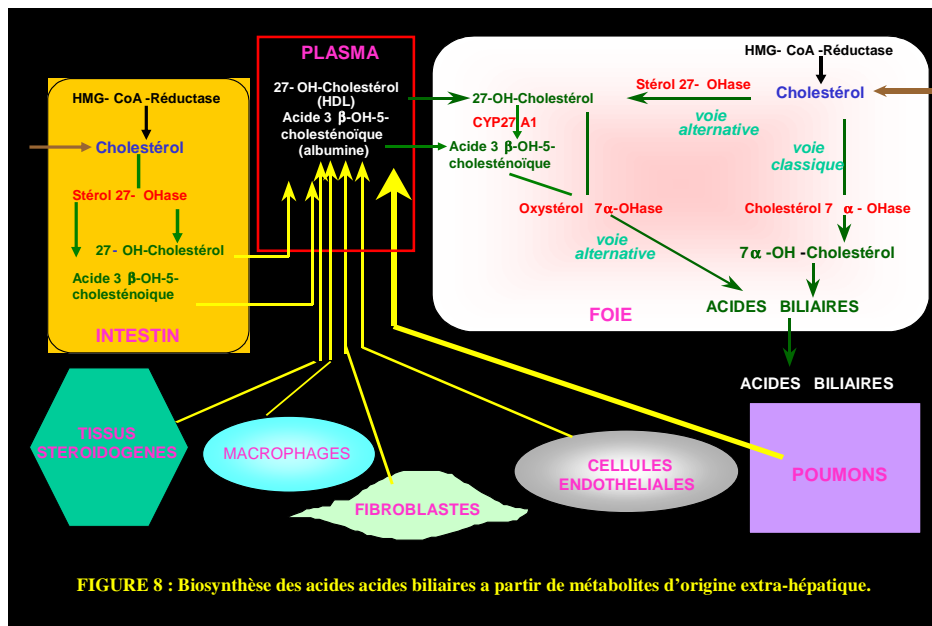 PLASMA
27- OH-Cholestérol
(HDL)
Acide 3 β-OH-5-
cholesténoïque
(albumine)
HMG- CoA -Réductase
Cholestérol
Stérol 27- OHase
27- OH-Cholestérol
Acide 3 β-OH-5-
cholesténoique
INTESTIN
HMG- CoA -Réductase
Cholestérol
Stérol 27- OHase
voie
alternative
27-OH-Cholestérol
CYP27 A1
Acide 3 β-OH-5-
cholesténoïque
voie
classique
Oxystérol 7α-OHase
voie
alternative
Cholestérol 7 α - OHase
7α -OH -Cholestérol
ACIDES BILIAIRES
FOIE
ACIDES BILIAIRES
TISSUS
STEROIDOGENES
MACROPHAGES
FIBROBLASTES
CELLULES
ENDOTHELIALES
POUMONS
FIGURE 8 : Biosynthèse des acides acides biliaires a partir de métabolites d'origine extra-hépatique.